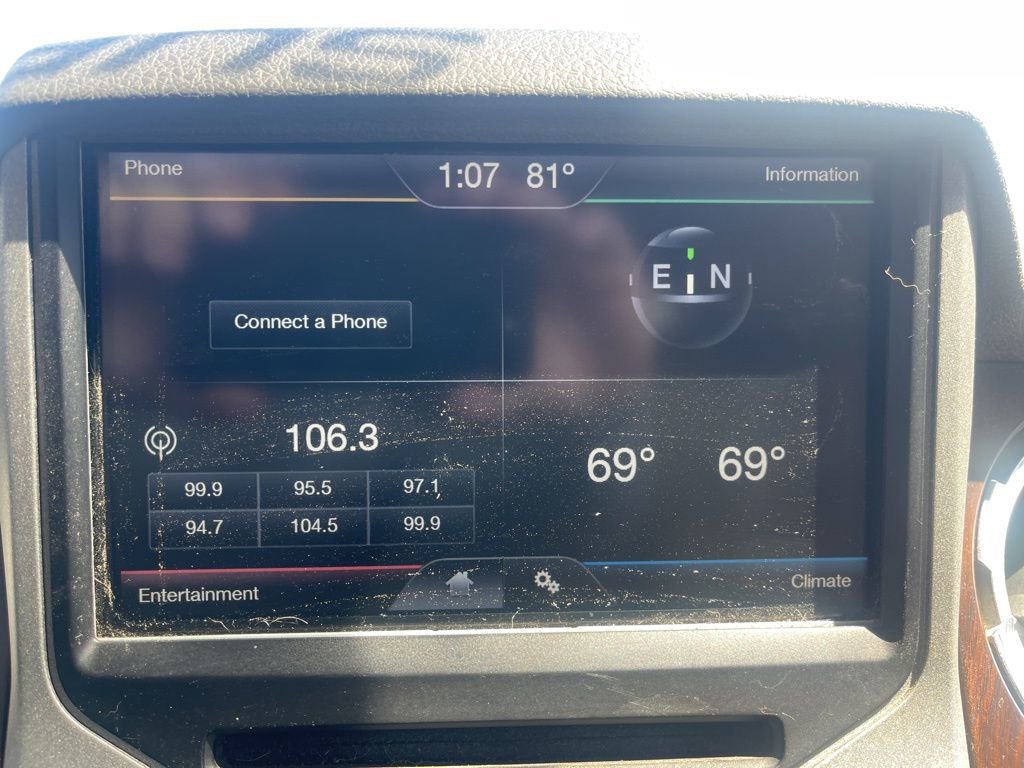 Phone 1:07 81° Information
E N
Connect a Phone
106.3
69° 69°
99.9 95.5 97.1
94.7 104.5 99.9
Entertainment Climate